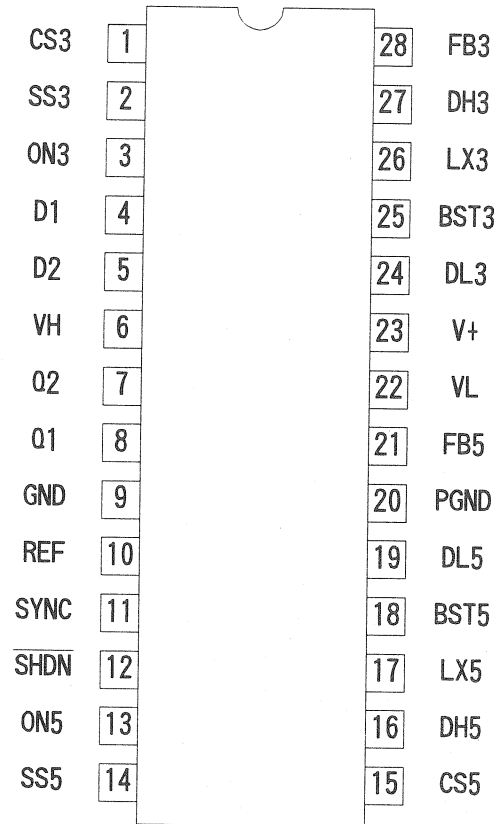 CS3 1 28 FB3
SS3 2 27 DH3
ON3 3 26 LX3
D1 4 25 BST3
D2 5 24 DL3
VH 6 23 V+
Q2 7 22 VL
Q1 8 21 FB5
GND 9 20 PGND
REF 10 19 DL5
SYNC 11 18 BST5
S̅H̅D̅N̅ 12 17 LX5
ON5 13 16 DH5
SS5 14 15 CS5